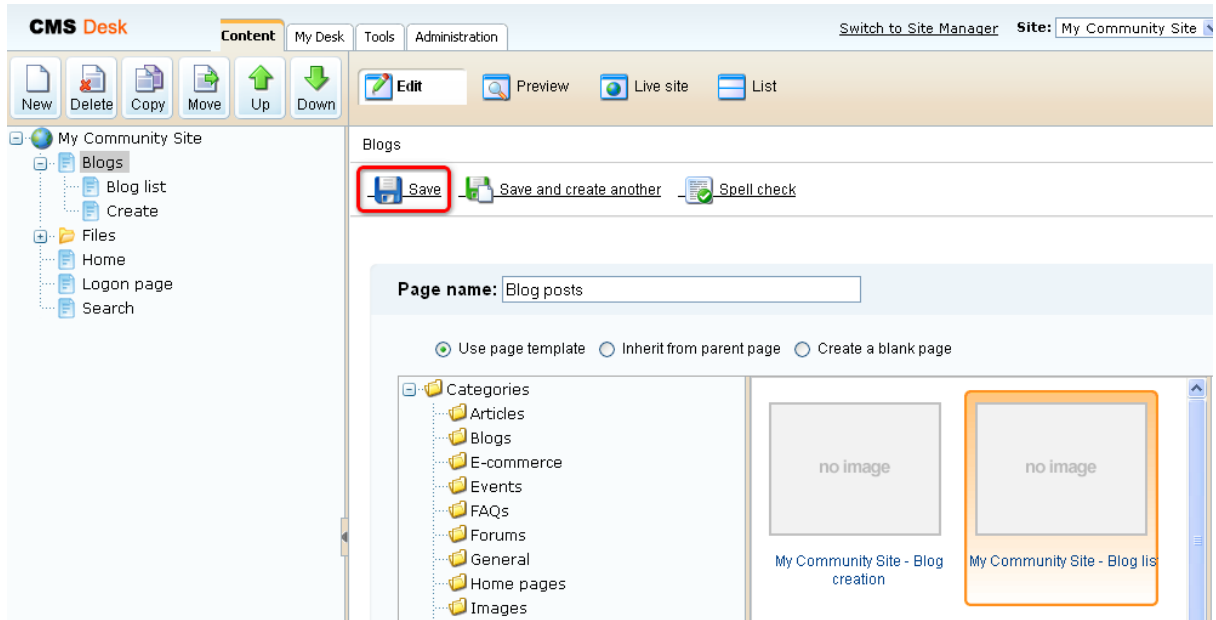 CMS Desk
Content My Desk Tools Administration
Switch to Site Manager Site: My Community Site
New Delete Copy Move Up Down
Edit Preview Live site List
My Community Site
Blogs
Blog list
Create
Files
Home
Logon page
Search
Blogs
Save Save and create another Spell check
Page name: Blog posts
Use page template Inherit from parent page Create a blank page
Categories
Articles
Blogs
E-commerce
Events
FAQs
Forums
General
Home pages
Images
no image
My Community Site - Blog
creation
no image
My Community Site - Blog lis